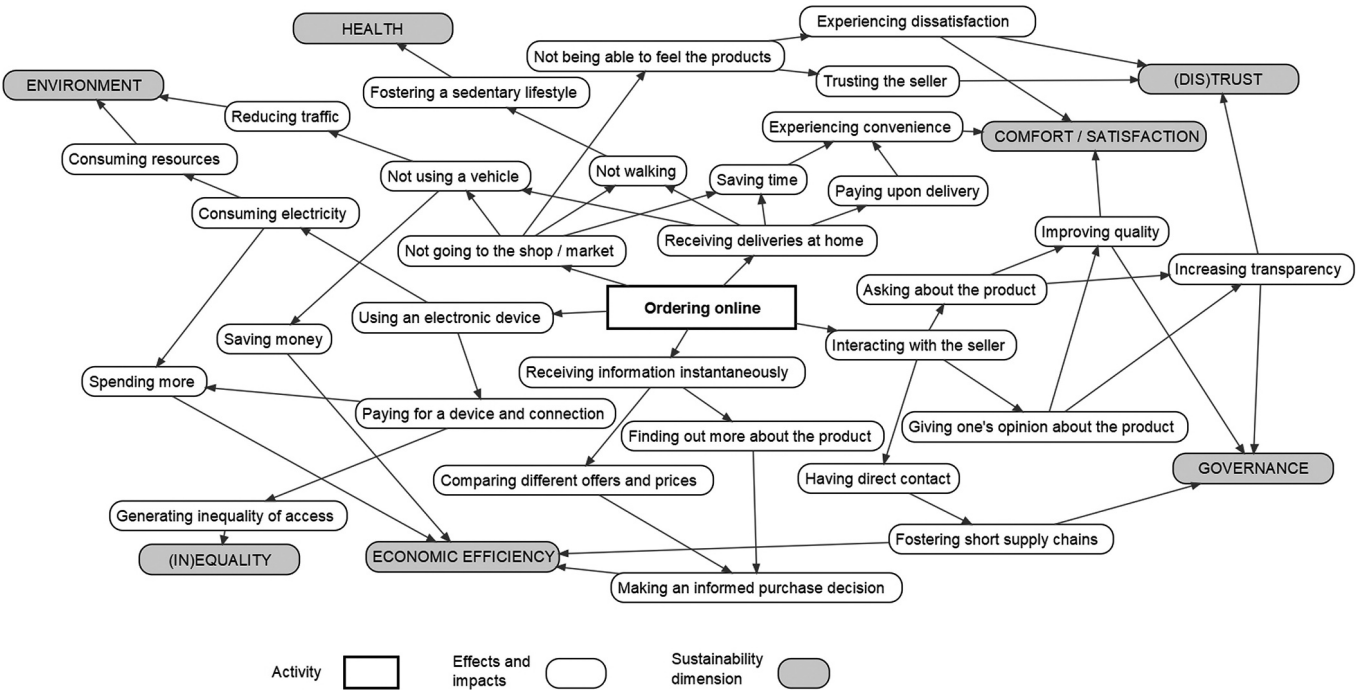 Experiencing dissatisfaction
HEALTH
Not being able to feel the products
(DIS)TRUST
Trusting the seller
ENVIRONMENT
Fostering a sedentary lifestyle
Reducing traffic
Experiencing convenience
COMFORT / SATISFACTION
Consuming resources
Not using a vehicle
Not walking
Saving time
Paying upon delivery
Consuming electricity
Improving quality
Receiving deliveries at home
Not going to the shop / market
Increasing transparency
Asking about the product
Ordering online
Using an electronic device
Saving money
Interacting with the seller
Receiving information instantaneously
Spending more
Paying for a device and connection
Giving one's opinion about the product
Finding out more about the product
GOVERNANCE
Comparing different offers and prices
Having direct contact
Generating inequality of access
Fostering short supply chains
(IN)EQUALITY
ECONOMIC EFFICIENCY
Making an informed purchase decision
Activity
Effects and
impacts
Sustainability
dimension